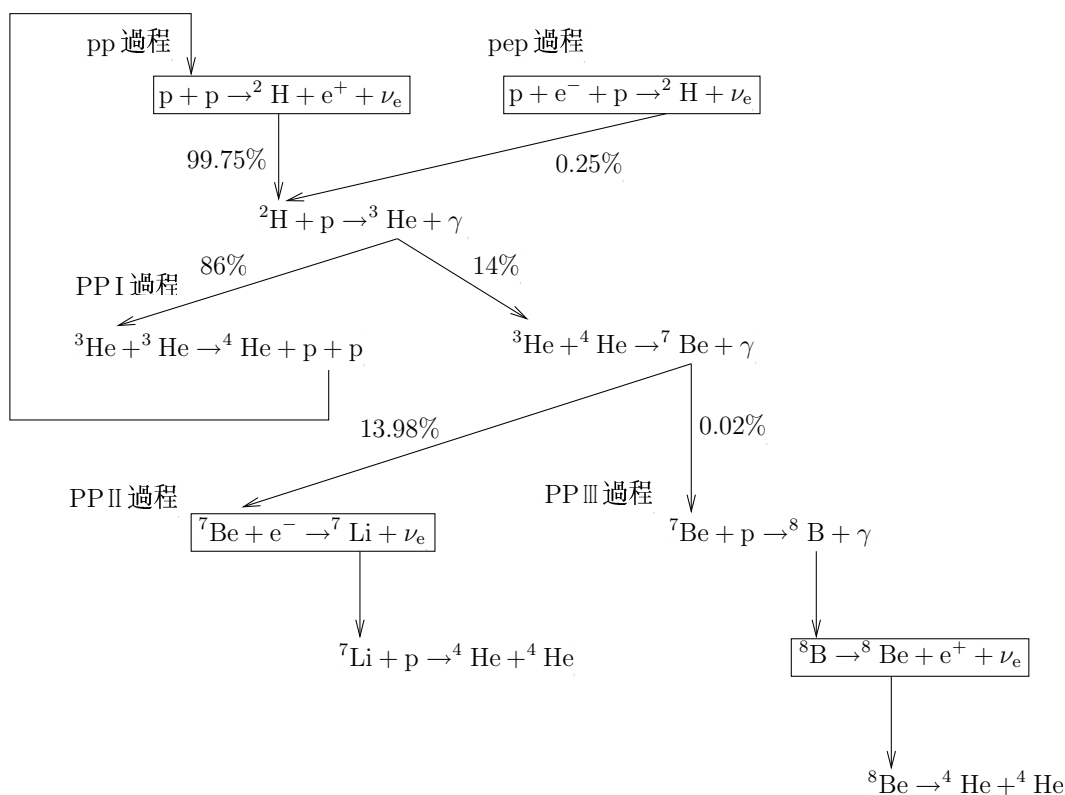 pp 過程
pep 過程
p + p →² H + e⁺ + νₑ
p + e⁻ + p →² H + νₑ
99.75%
0.25%
²H + p →³ He + γ
86%
14%
PP I 過程
³He +³ He →⁴ He + p + p
³He +⁴ He →⁷ Be + γ
13.98%
0.02%
PP II 過程
PP III 過程
⁷Be + e⁻ →⁷ Li + νₑ
⁷Be + p →⁸ B + γ
⁷Li + p →⁴ He +⁴ He
⁸B →⁸ Be + e⁺ + νₑ
⁸Be →⁴ He +⁴ He